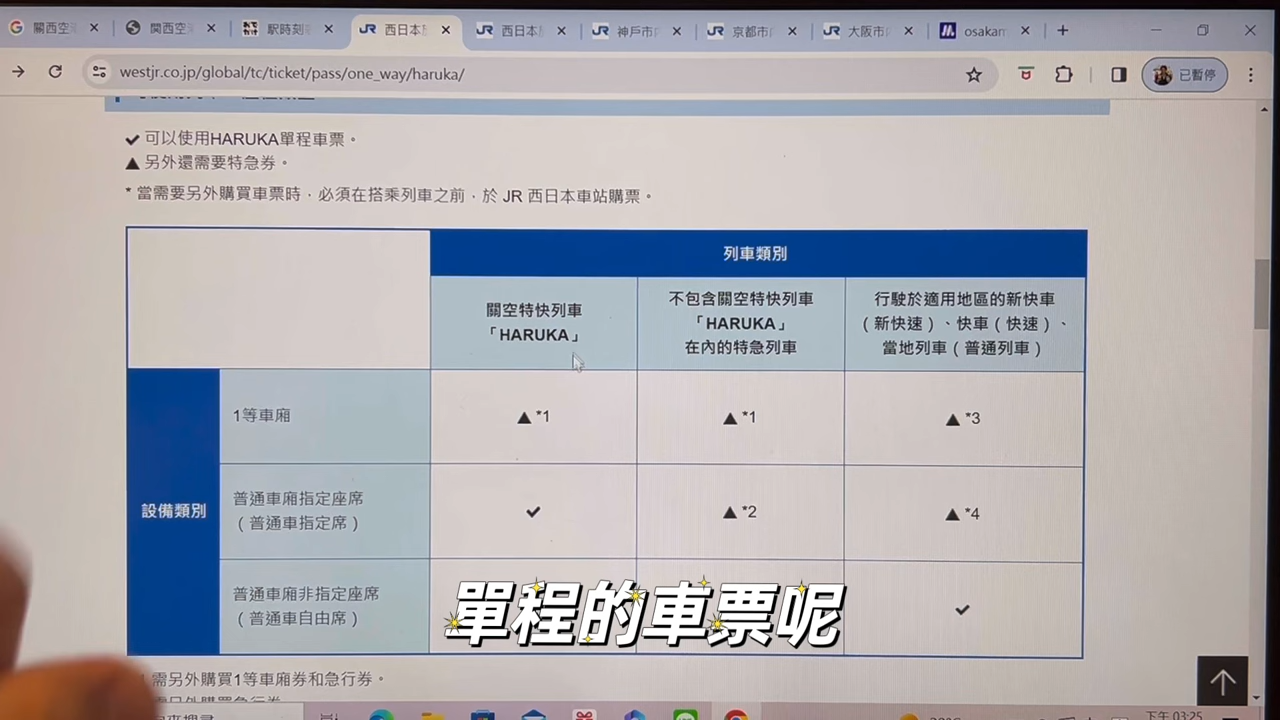 關西空
関西空
駅時刻
西日本旅
西日本
神戶市
京都市
大阪市
osakam
westjr.co.jp/global/tc/ticket/pass/one_way/haruka/
已暫停
✔ 可以使用HARUKA單程車票。
▲ 另外還需要特急券。
* 當需要另外購買車票時，必須在搭乘列車之前，於 JR 西日本車站購票。
列車類別
關空特快列車
「HARUKA」
不包含關空特快列車
「HARUKA」
在內的特急列車
行駛於適用地區的新快車
（新快速）、快車（快速）、
當地列車（普通列車）
設備類別
1等車廂
▲ *1
▲ *1
▲ *3
普通車廂指定座席
（普通車指定席）
✔
▲ *2
▲ *4
普通車廂非指定座席
（普通車自由席）
✔
單程的車票呢
需另外購買1等車廂券和急行券。
下午 03:25